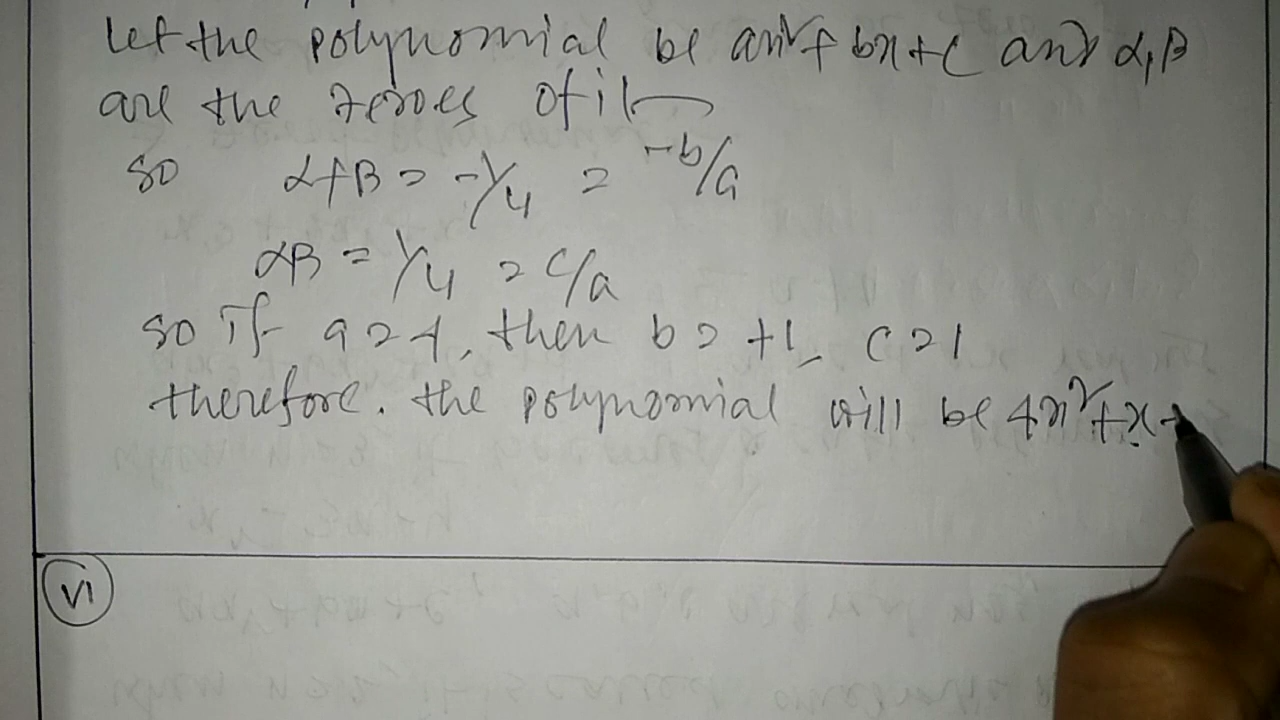 let the polynomial be ax²+bx+c and α,β
are the zeroes of it
so α+β = -1/4 = -b/a
αβ = 1/4 = c/a
so if a=4, then b= +1, c=1
therefore. the polynomial will be 4x²+x+
vi